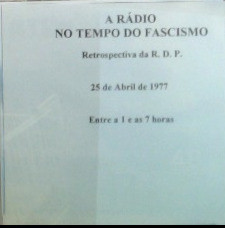 A RÁDIO
NO TEMPO DO FASCISMO
Retrospectiva da R. D. P.
25 de Abril de 1977
Entre a 1 e as 7 horas